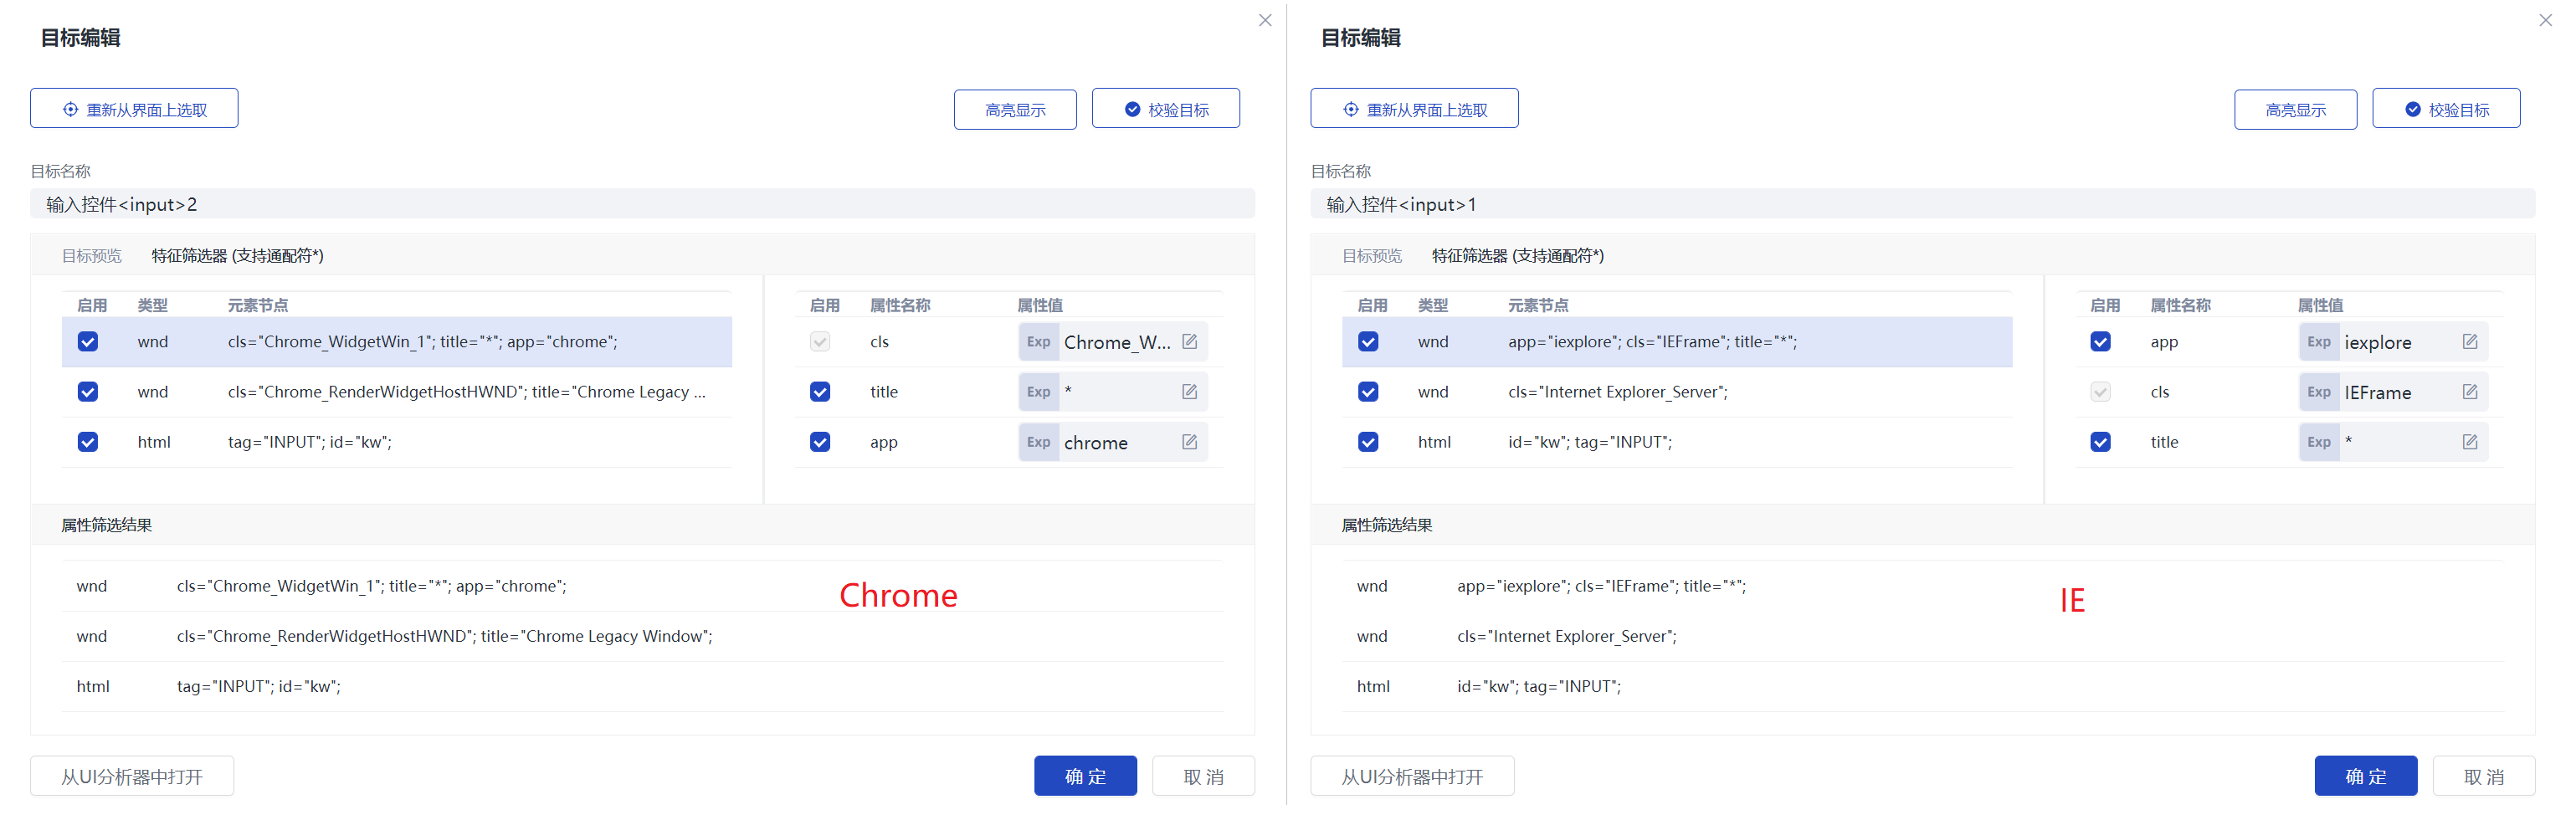 目标编辑
重新从界面上选取
高亮显示
校验目标
目标名称
输入控件<input>2
目标预览 特征筛选器 (支持通配符*)
启用 类型 元素节点
wnd cls="Chrome_WidgetWin_1"; title="*"; app="chrome";
wnd cls="Chrome_RenderWidgetHostHWND"; title="Chrome Legacy ...
html tag="INPUT"; id="kw";
启用 属性名称 属性值
cls Exp Chrome_W...
title Exp *
app Exp chrome
属性筛选结果
wnd cls="Chrome_WidgetWin_1"; title="*"; app="chrome";
wnd cls="Chrome_RenderWidgetHostHWND"; title="Chrome Legacy Window";
html tag="INPUT"; id="kw";
Chrome
从UI分析器中打开
确 定
取 消
目标编辑
重新从界面上选取
高亮显示
校验目标
目标名称
输入控件<input>1
目标预览 特征筛选器 (支持通配符*)
启用 类型 元素节点
wnd app="iexplore"; cls="IEFrame"; title="*";
wnd cls="Internet Explorer_Server";
html id="kw"; tag="INPUT";
启用 属性名称 属性值
app Exp iexplore
cls Exp IEFrame
title Exp *
属性筛选结果
wnd app="iexplore"; cls="IEFrame"; title="*";
wnd cls="Internet Explorer_Server";
html id="kw"; tag="INPUT";
IE
从UI分析器中打开
确 定
取 消